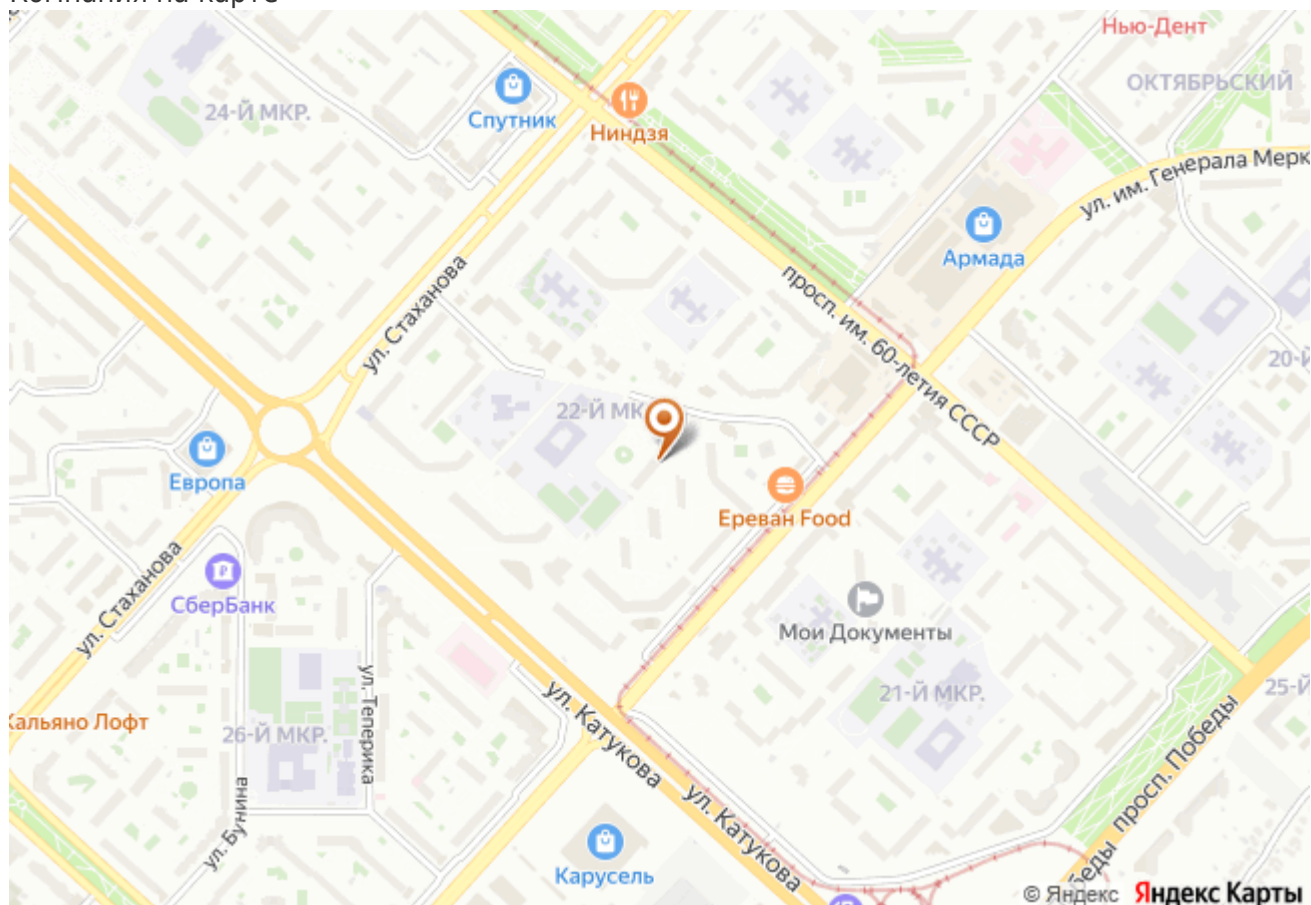 Компания на карте
Нью-Дент
ОКТЯБРЬСКИЙ
24-Й МКР.
Спутник
Ниндзя
ул. им. Генерала Мерк
Армада
ул. Стаханова
просп. им. 60-летия СССР
20-Й
22-Й МК
Европа
Ереван Food
ул. Стаханова
СберБанк
Мои Документы
ул. Теперика
21-Й МКР.
25-Й
Кальяно Лофт
26-Й МКР.
ул. Катукова
просп. Победы
ул. Бунина
ул. Катукова
Карусель
беды
© Яндекс Яндекс Карты